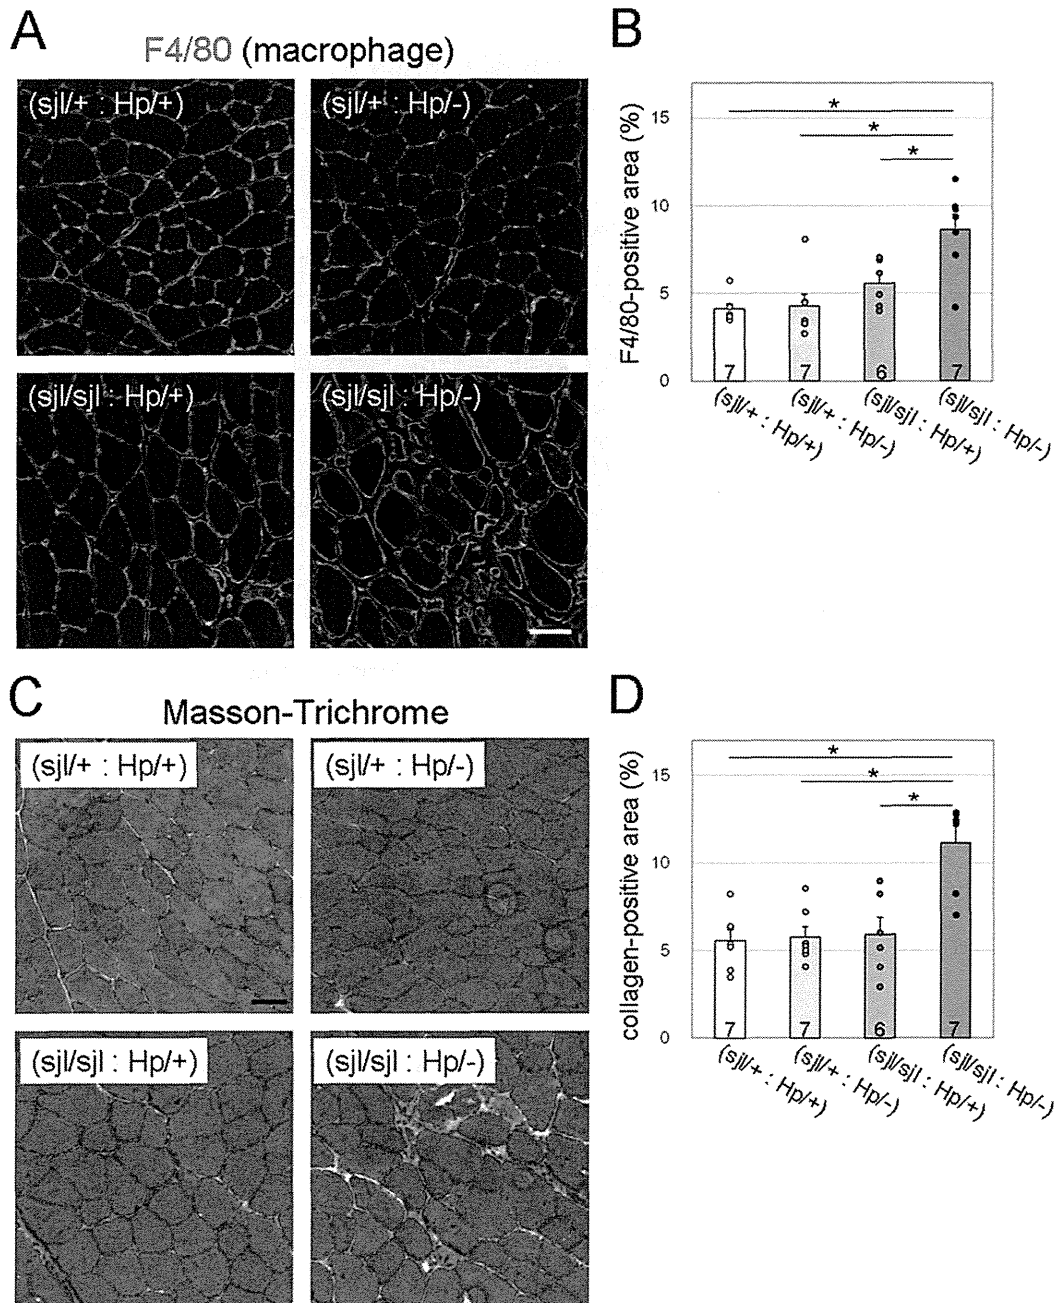 A
F4/80 (macrophage)
(sjl/+ : Hp/+)
(sjl/+ : Hp/-)
(sjl/sjl : Hp/+)
(sjl/sjl : Hp/-)
B
F4/80-positive area (%)
15
10
5
0
*
*
*
7
7
6
7
(sjl/+ : Hp/+)
(sjl/+ : Hp/-)
(sjl/sjl : Hp/+)
(sjl/sjl : Hp/-)
C
Masson-Trichrome
(sjl/+ : Hp/+)
(sjl/+ : Hp/-)
(sjl/sjl : Hp/+)
(sjl/sjl : Hp/-)
D
collagen-positive area (%)
15
10
5
0
*
*
*
7
7
6
7
(sjl/+ : Hp/+)
(sjl/+ : Hp/-)
(sjl/sjl : Hp/+)
(sjl/sjl : Hp/-)